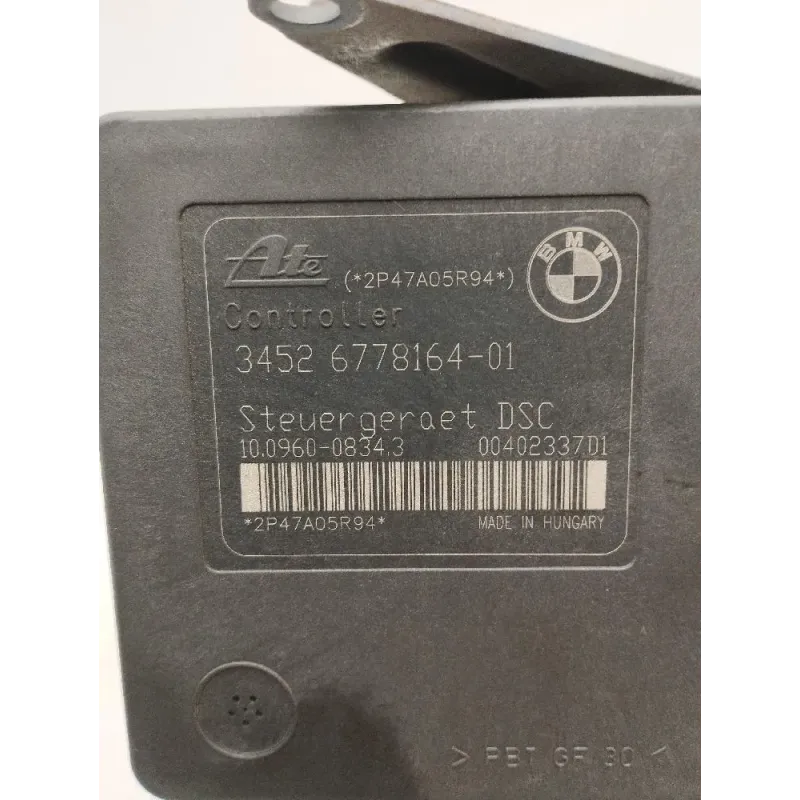 Ate (*2P47A05R94*) BMW
Controller
3452 6778164-01
Steuergeraet DSC
10.0960-0834.3 00402337D1
*2P47A05R94* MADE IN HUNGARY
> PBT GF 30 <